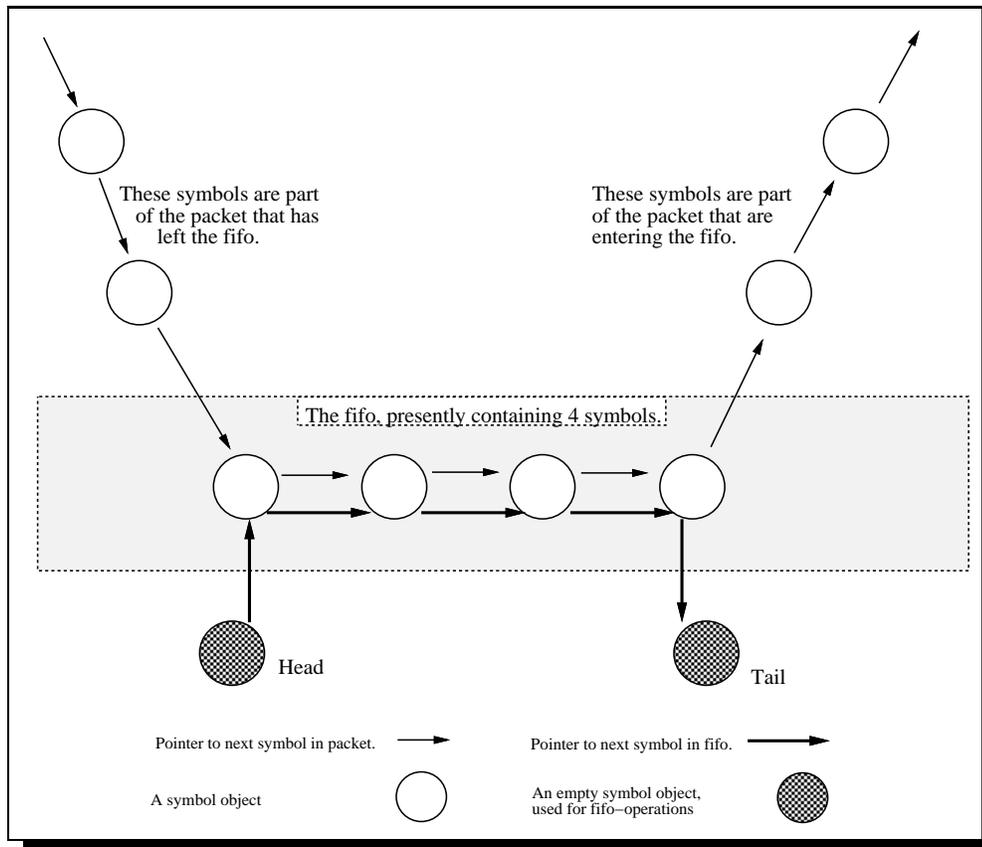 These symbols are part
of the packet that has
left the fifo.
These symbols are part
of the packet that are
entering the fifo.
The fifo, presently containing 4 symbols.
Head
Tail
Pointer to next symbol in packet.
Pointer to next symbol in fifo.
A symbol object
An empty symbol object,
used for fifo−operations